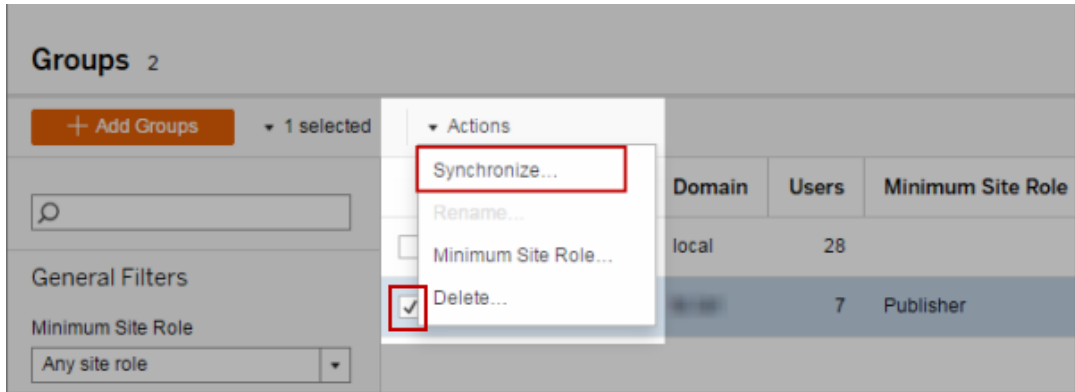 Groups 2
+ Add Groups
1 selected
Actions
Synchronize...
Rename...
Minimum Site Role...
Delete...
Domain Users Minimum Site Role
local 28
7 Publisher
General Filters
Minimum Site Role
Any site role